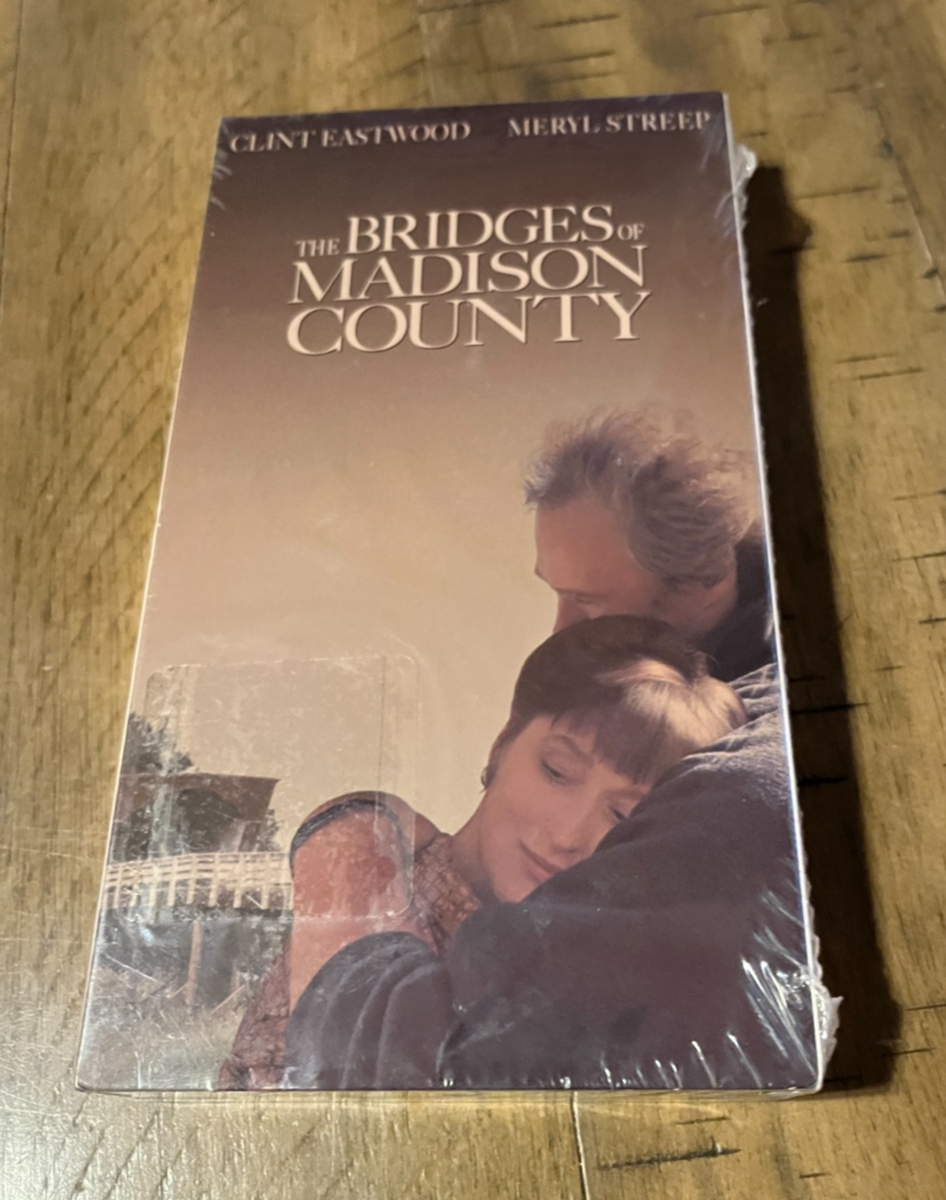 CLINT EASTWOOD MERYL STREEP
THE BRIDGES OF
MADISON
COUNTY